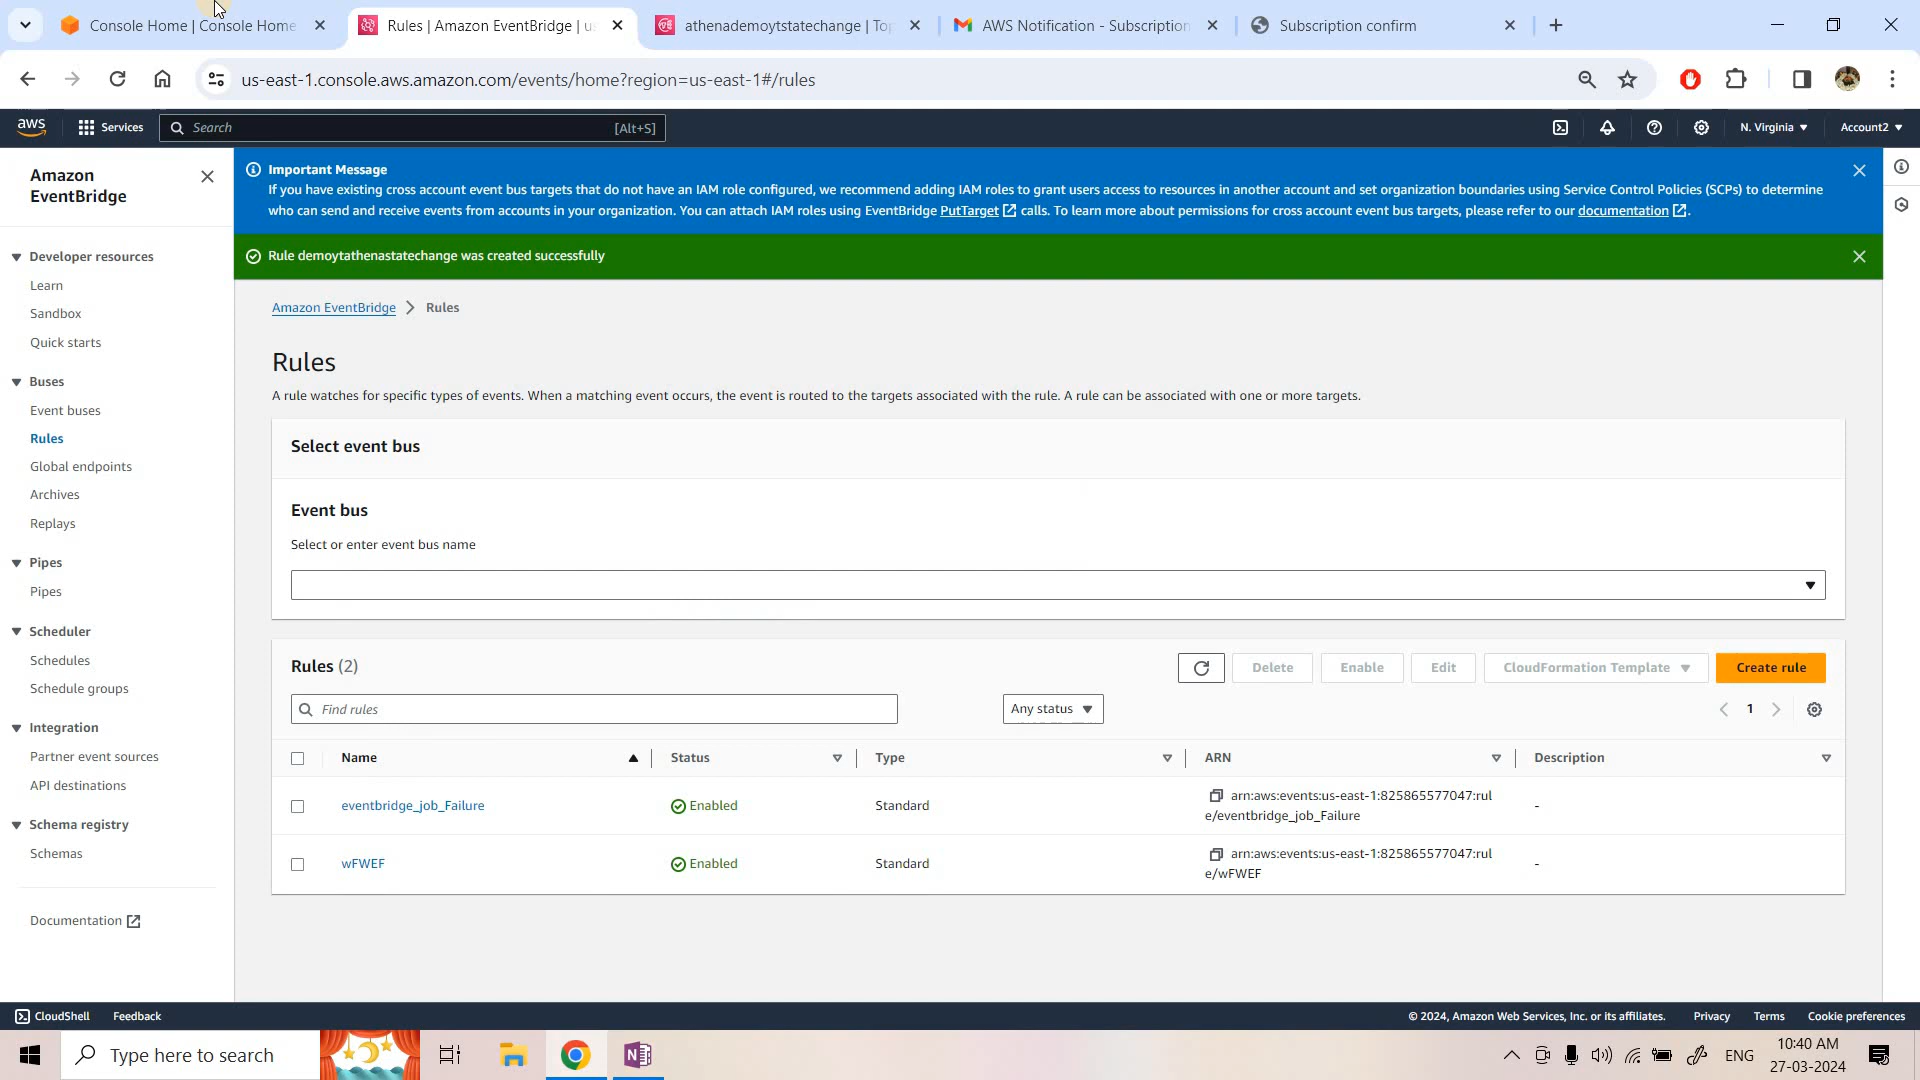 Console Home | Console Home
Rules | Amazon EventBridge | us
athenademoytstatechange | Top
AWS Notification - Subscription
Subscription confirm
us-east-1.console.aws.amazon.com/events/home?region=us-east-1#/rules
aws
Services
Search
[Alt+S]
N. Virginia
Account2
Amazon
EventBridge
Developer resources
Learn
Sandbox
Quick starts
Buses
Event buses
Rules
Global endpoints
Archives
Replays
Pipes
Pipes
Scheduler
Schedules
Schedule groups
Integration
Partner event sources
API destinations
Schema registry
Schemas
Documentation
Important Message
If you have existing cross account event bus targets that do not have an IAM role configured, we recommend adding IAM roles to grant users access to resources in another account and set organization boundaries using Service Control Policies (SCPs) to determine
who can send and receive events from accounts in your organization. You can attach IAM roles using EventBridge PutTarget calls. To learn more about permissions for cross account event bus targets, please refer to our documentation.
Rule demoytathenastatechange was created successfully
Amazon EventBridge > Rules
Rules
A rule watches for specific types of events. When a matching event occurs, the event is routed to the targets associated with the rule. A rule can be associated with one or more targets.
Select event bus
Event bus
Select or enter event bus name
Rules (2)
Delete
Enable
Edit
CloudFormation Template
Create rule
Find rules
Any status
1
Name
Status
Type
ARN
Description
eventbridge_job_Failure
Enabled
Standard
arn:aws:events:us-east-1:825865577047:rul
e/eventbridge_job_Failure
-
wFWEF
Enabled
Standard
arn:aws:events:us-east-1:825865577047:rul
e/wFWEF
-
CloudShell
Feedback
© 2024, Amazon Web Services, Inc. or its affiliates.
Privacy
Terms
Cookie preferences
Type here to search
ENG
10:40 AM
27-03-2024